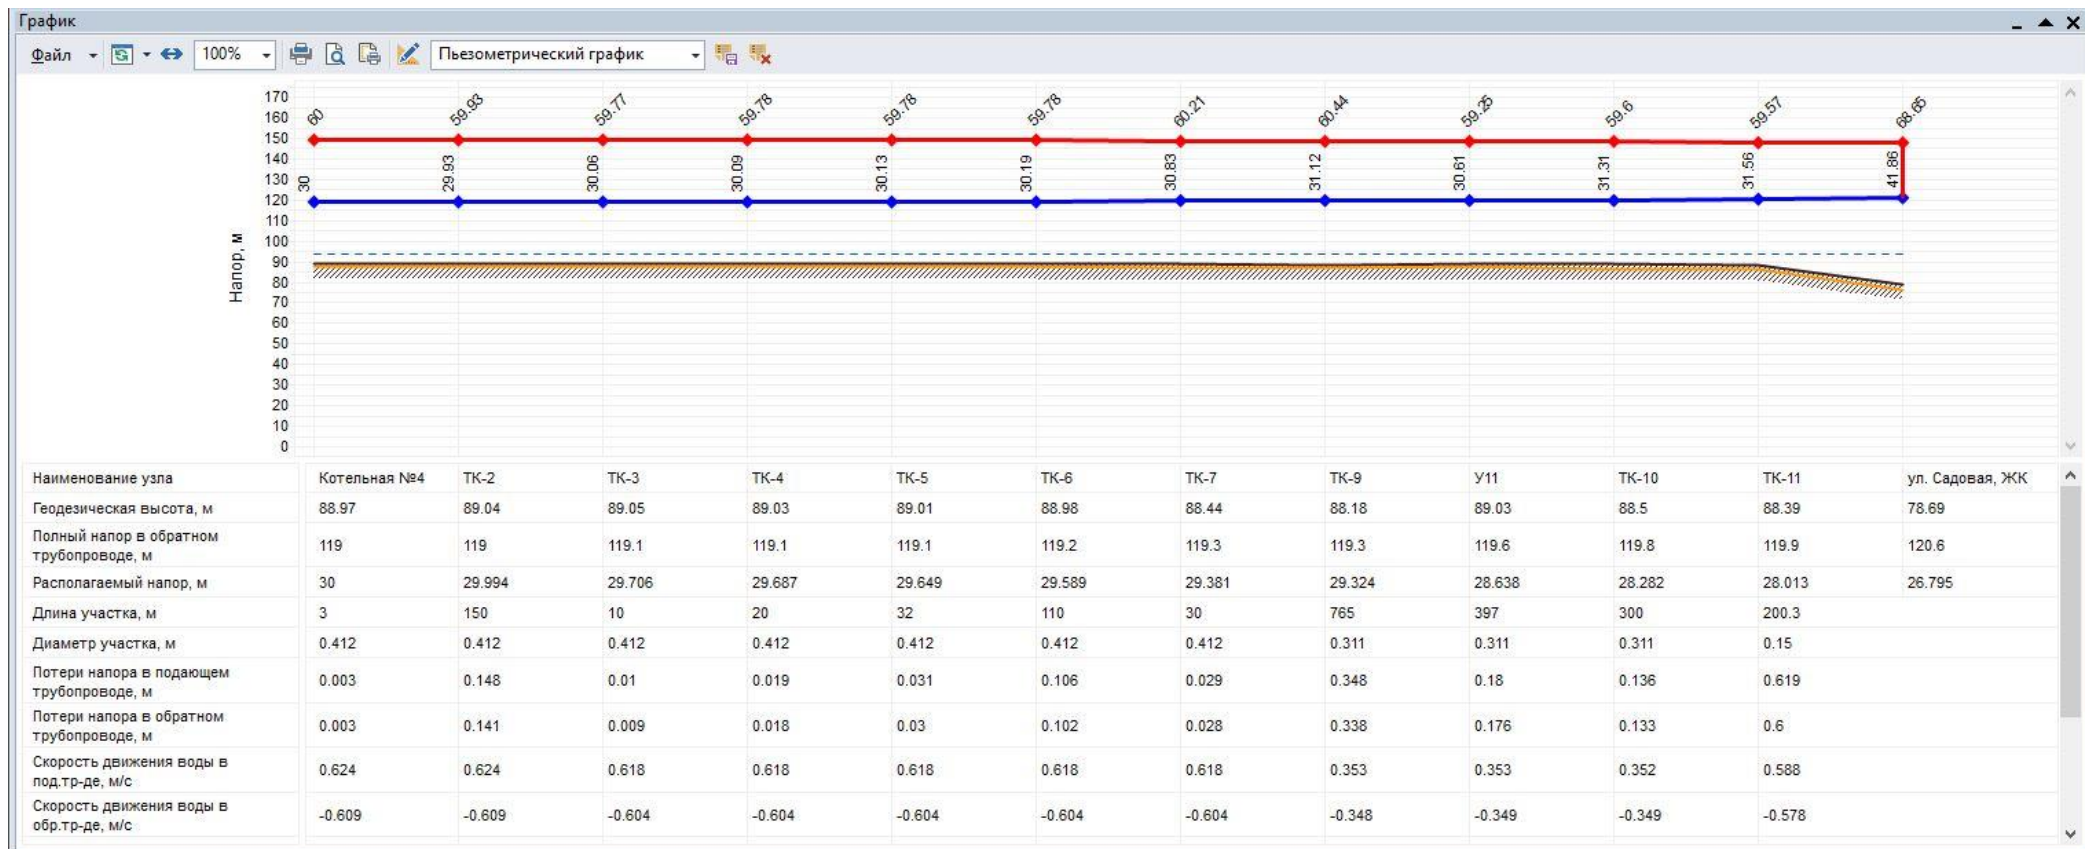 График
Файл 100% Пьезометрический график
170
160
150
140
130
120
110
100
90
80
70
60
50
40
30
20
10
0
Напор, м
60 59.93 59.77 59.78 59.78 59.78 60.21 60.44 59.25 59.6 59.57 68.65
30 29.93 30.06 30.09 30.13 30.19 30.83 31.12 30.61 31.31 31.56 41.86
Наименование узла Котельная №4 ТК-2 ТК-3 ТК-4 ТК-5 ТК-6 ТК-7 ТК-9 У11 ТК-10 ТК-11 ул. Садовая, ЖК
Геодезическая высота, м 88.97 89.04 89.05 89.03 89.01 88.98 88.44 88.18 89.03 88.5 88.39 78.69
Полный напор в обратном
трубопроводе, м 119 119 119.1 119.1 119.1 119.2 119.3 119.3 119.6 119.8 119.9 120.6
Располагаемый напор, м 30 29.994 29.706 29.687 29.649 29.589 29.381 29.324 28.638 28.282 28.013 26.795
Длина участка, м 3 150 10 20 32 110 30 765 397 300 200.3
Диаметр участка, м 0.412 0.412 0.412 0.412 0.412 0.412 0.412 0.311 0.311 0.311 0.15
Потери напора в подающем
трубопроводе, м 0.003 0.148 0.01 0.019 0.031 0.106 0.029 0.348 0.18 0.136 0.619
Потери напора в обратном
трубопроводе, м 0.003 0.141 0.009 0.018 0.03 0.102 0.028 0.338 0.176 0.133 0.6
Скорость движения воды в
под.тр-де, м/с 0.624 0.624 0.618 0.618 0.618 0.618 0.618 0.353 0.353 0.352 0.588
Скорость движения воды в
обр.тр-де, м/с -0.609 -0.609 -0.604 -0.604 -0.604 -0.604 -0.604 -0.348 -0.349 -0.349 -0.578